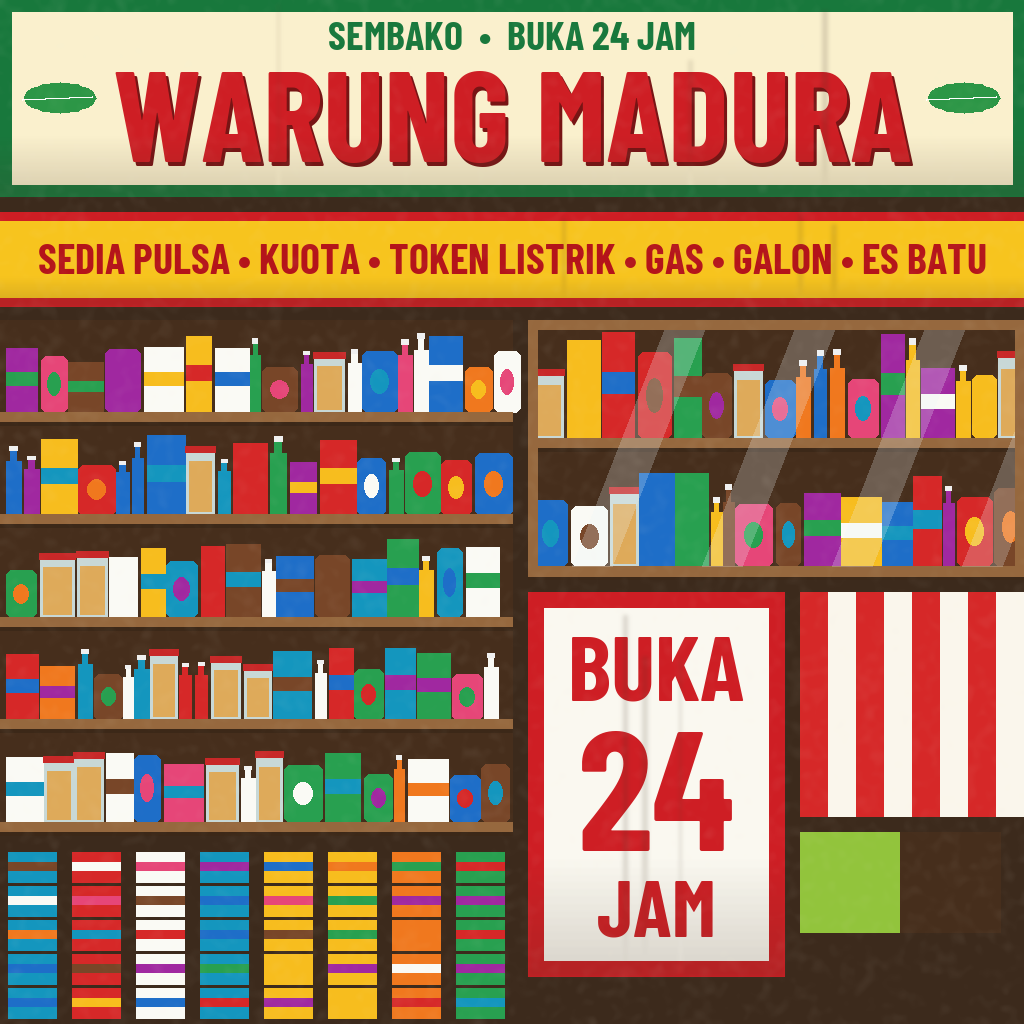 SEMBAKO • BUKA 24 JAM
WARUNG MADURA
SEDIA PULSA • KUOTA • TOKEN LISTRIK • GAS • GALON • ES BATU
BUKA
24
JAM